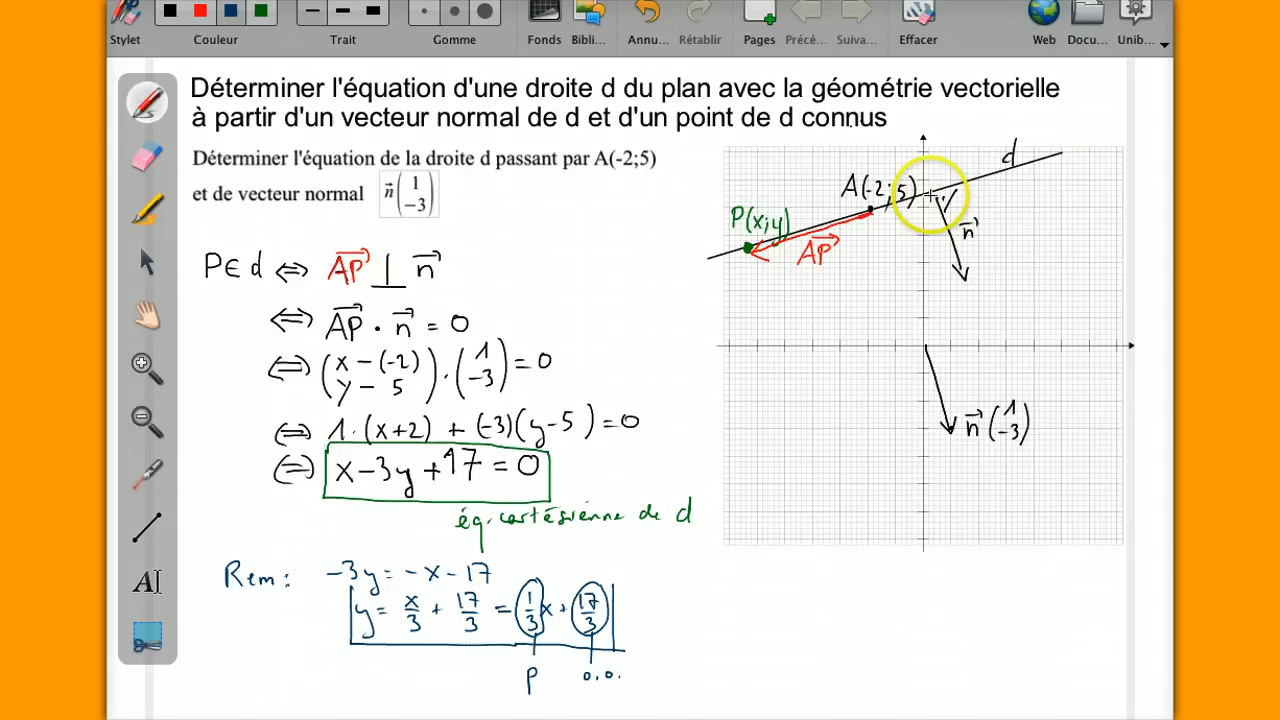 Stylet Couleur Trait Gomme Fonds Bibli... Annu... Rétablir Pages Précé... Suiva... Effacer Web Docu... Unib...
Déterminer l'équation d'une droite d du plan avec la géométrie vectorielle
à partir d'un vecteur normal de d et d'un point de d connus
Déterminer l'équation de la droite d passant par A(-2;5)
et de vecteur normal n⃗ (1 -3)
P∈d ⇔ AP⃗ ⊥ n⃗
⇔ AP⃗ · n⃗ = 0
⇔ (x-(-2) y-5) · (1 -3) = 0
⇔ 1·(x+2) + (-3)(y-5) = 0
⇔ x-3y+17=0
éq. cartésienne de d
Rem: -3y = -x-17
y = x/3 + 17/3 = 1/3 x + 17/3
p o.o.
d
A(-2;5)
P(x;y)
AP⃗
n⃗
n⃗ (1 -3)
AI